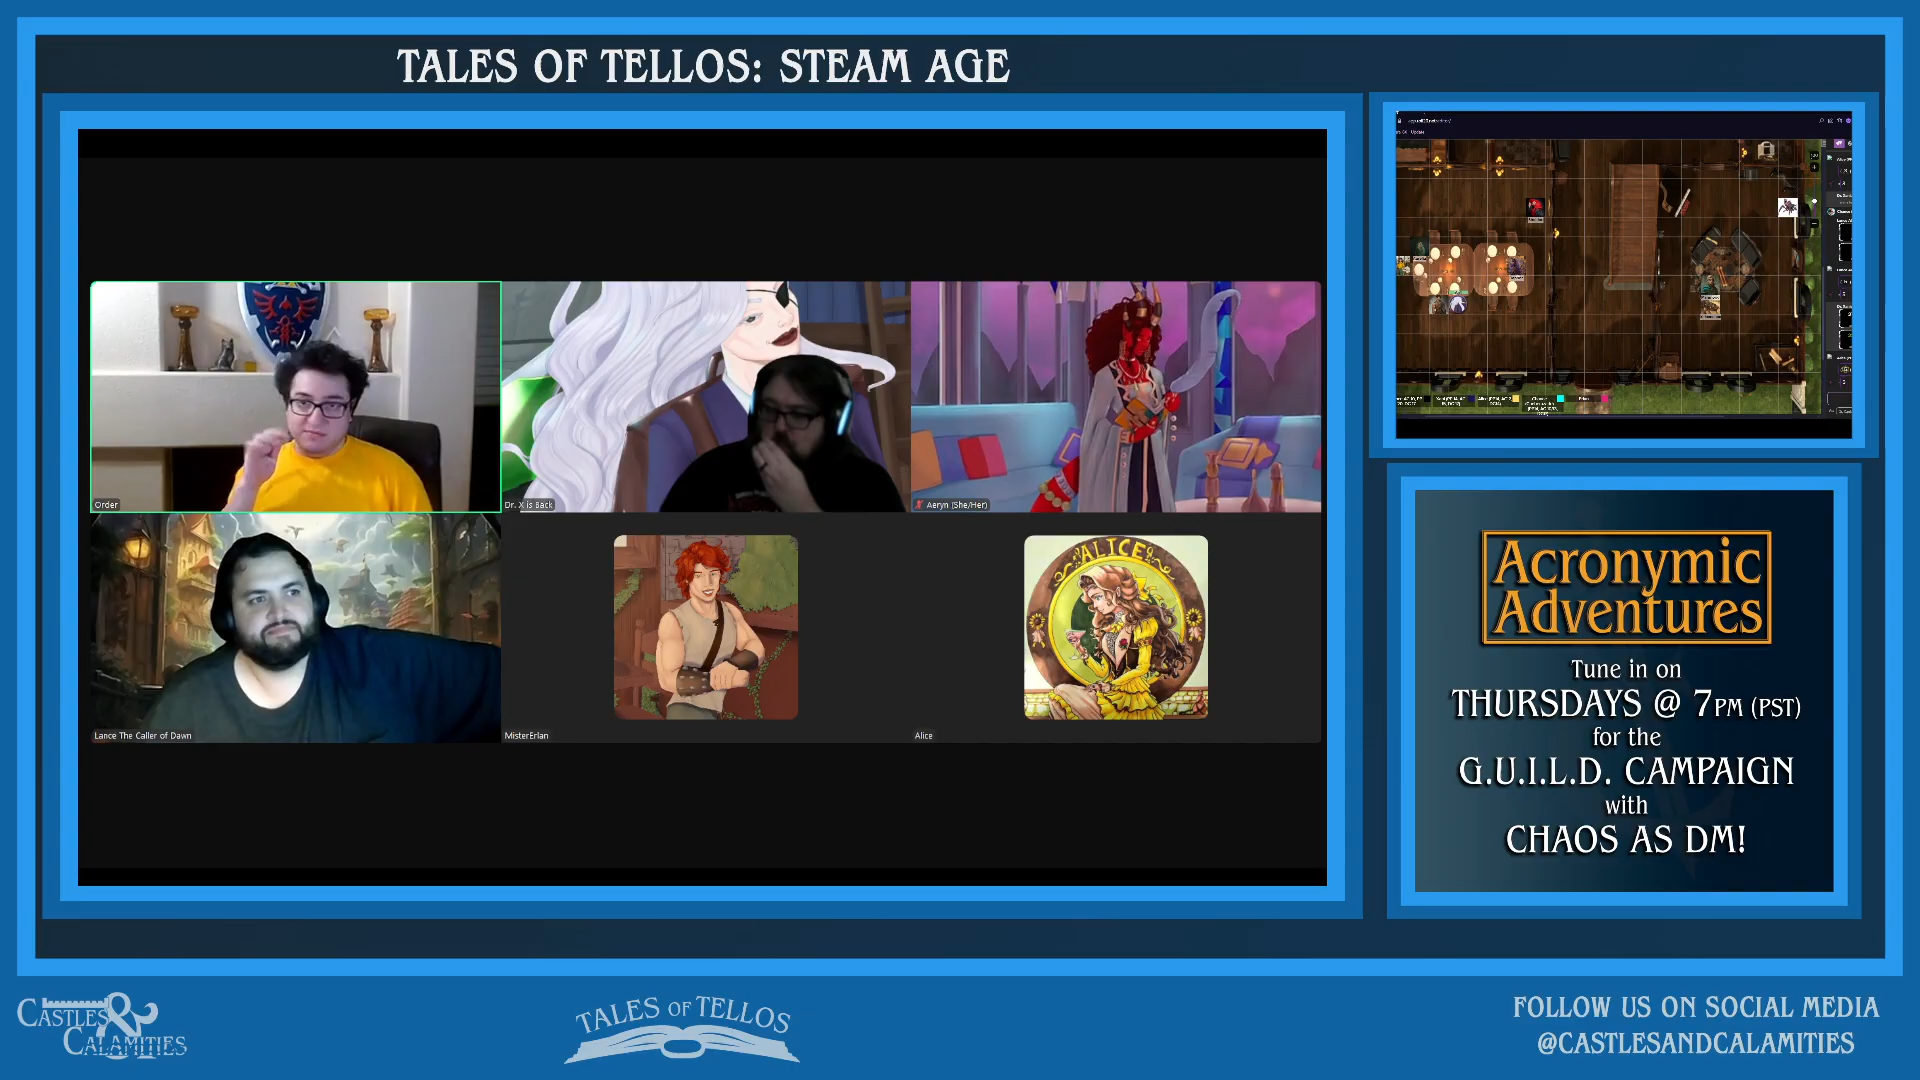 TALES OF TELLOS: STEAM AGE
Order
Dr. X is Back
Aeryn (She/Her)
Lance The Caller of Dawn
MisterErlan
ALICE
Alice
Update
Acronymic
Adventures
Tune in on
THURSDAYS @ 7PM (PST)
for the
G.U.I.L.D. CAMPAIGN
with
CHAOS AS DM!
CASTLES &
CALAMITIES
TALES OF TELLOS
FOLLOW US ON SOCIAL MEDIA
@CASTLESANDCALAMITIES